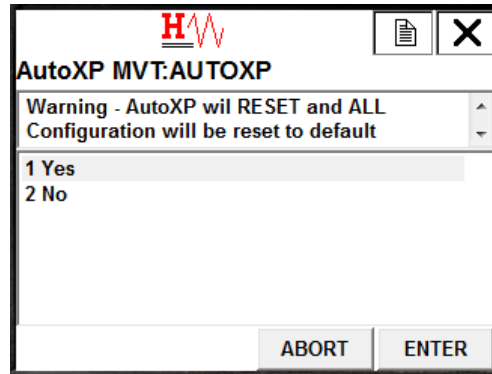 H
AutoXP MVT:AUTOXP
Warning - AutoXP wil RESET and ALL
Configuration will be reset to default
1 Yes
2 No
ABORT ENTER